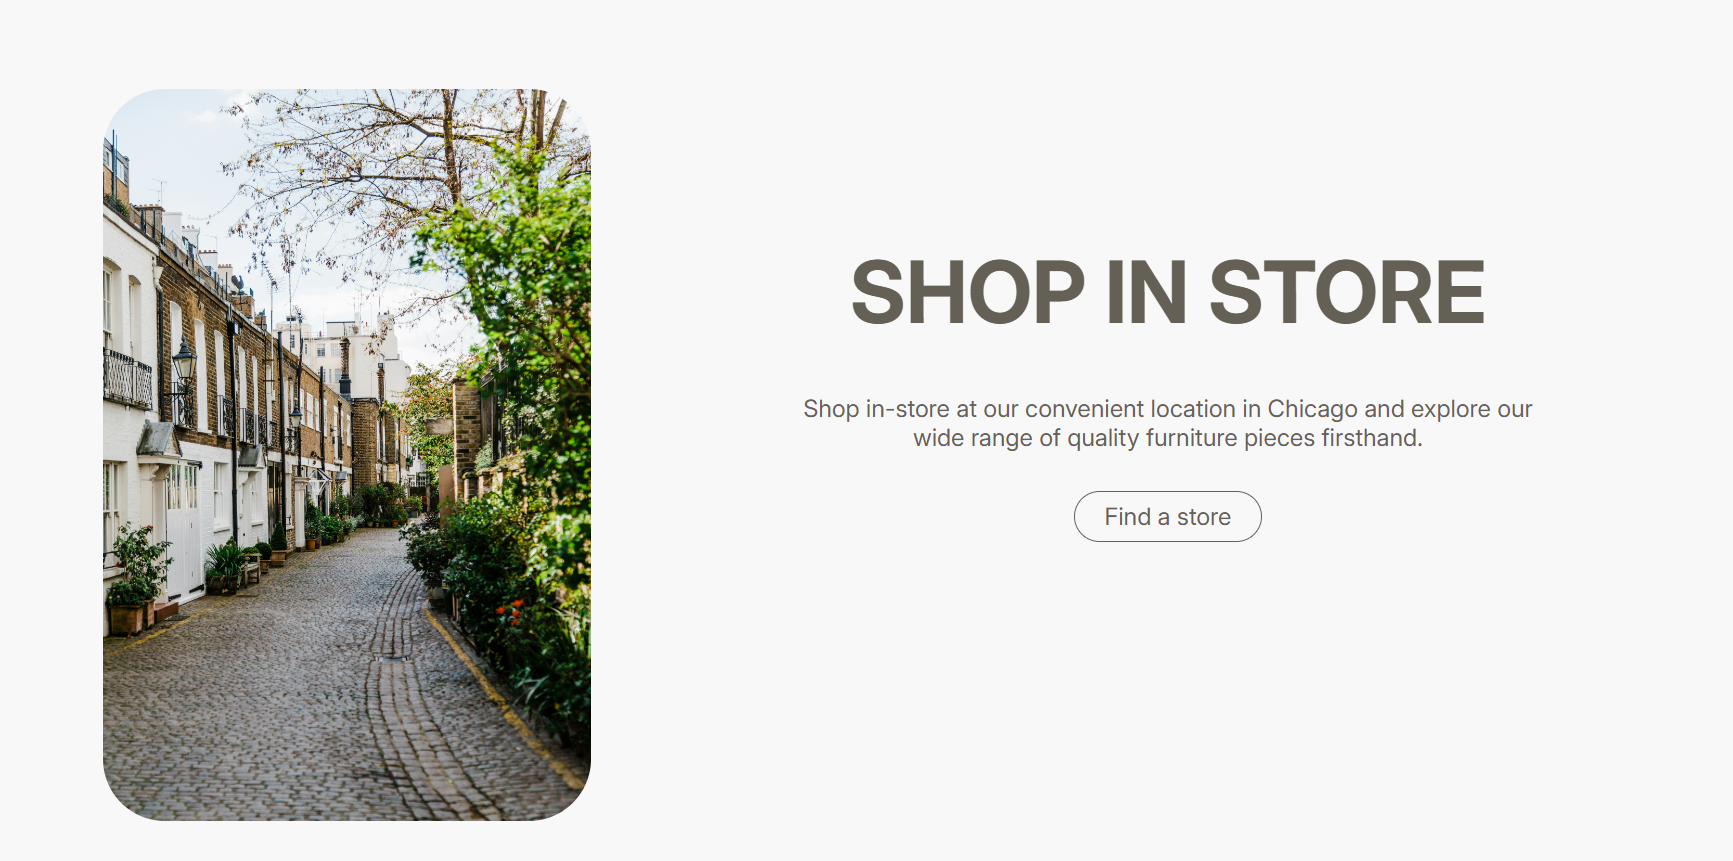 SHOP IN STORE
Shop in-store at our convenient location in Chicago and explore our
wide range of quality furniture pieces firsthand.
Find a store